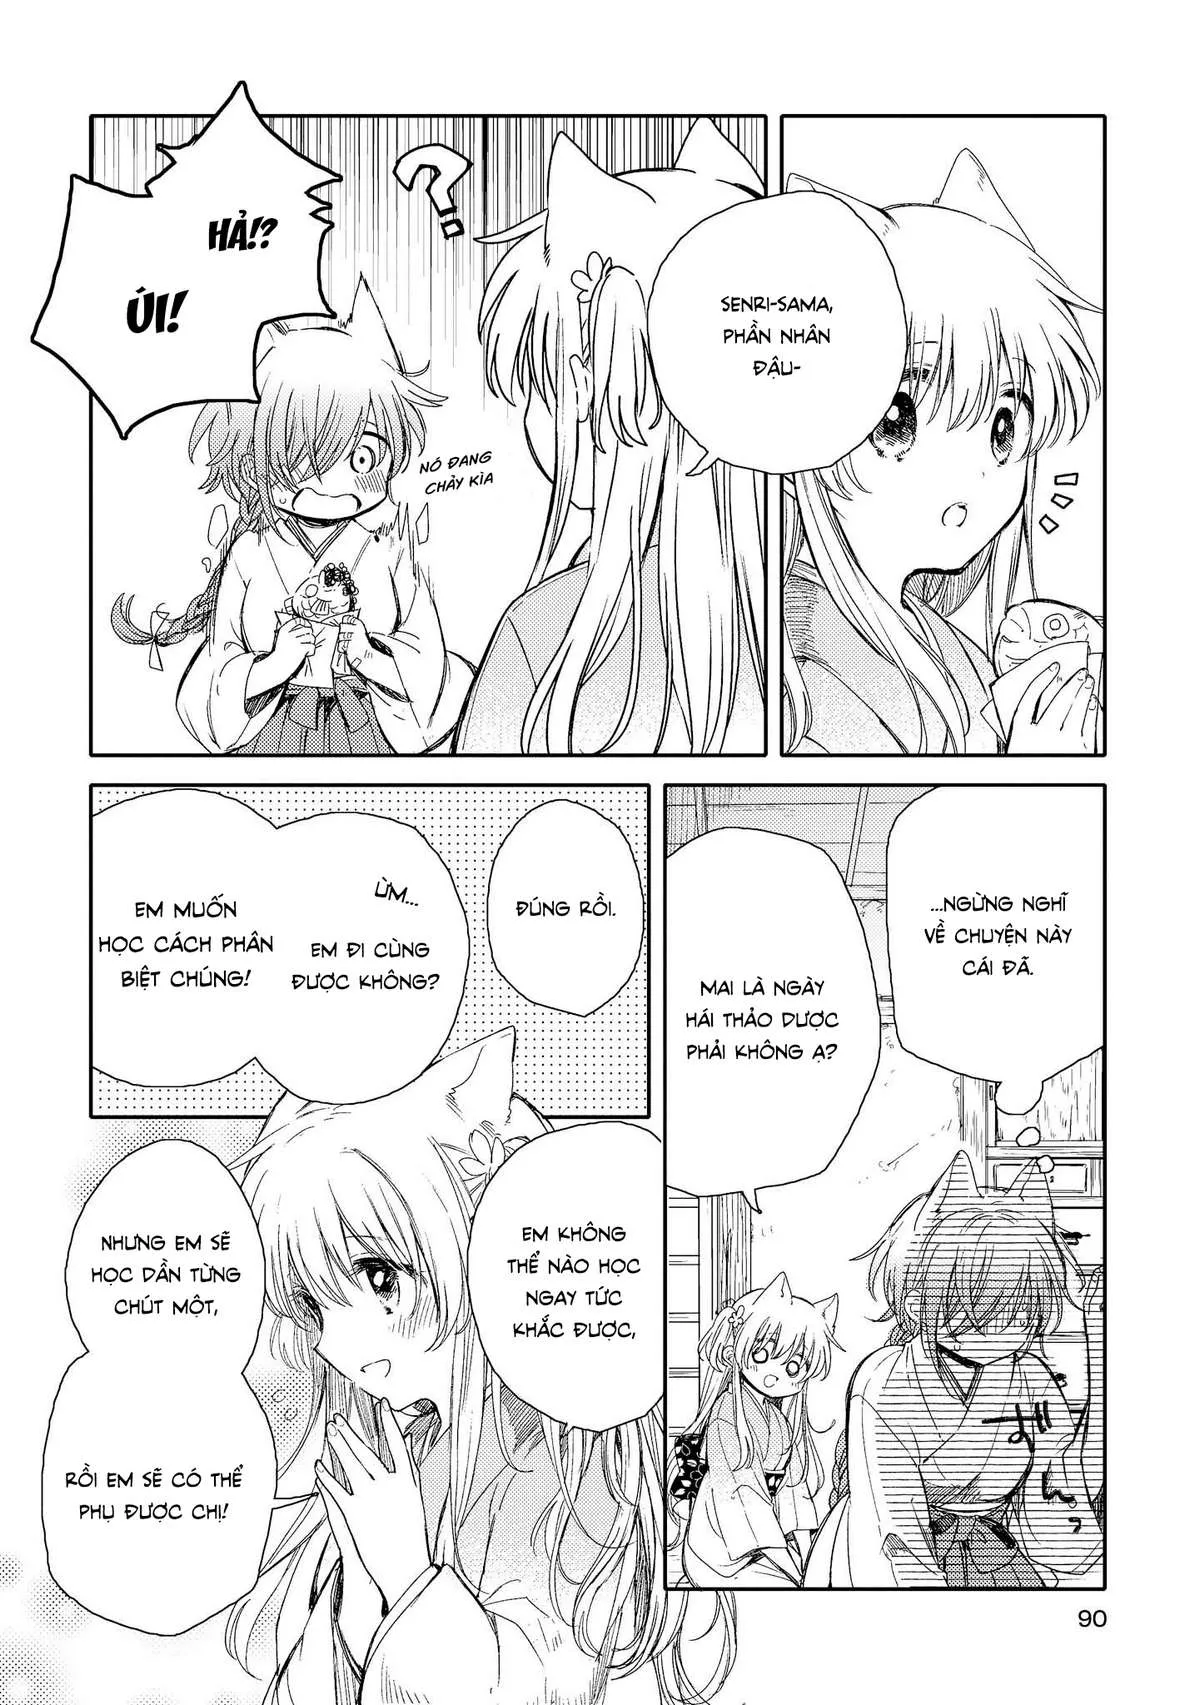 SENRI-SAMA,
PHẦN NHÂN
ĐẬU-
?
HẢ!?
ÚI!
NÓ ĐANG
CHẢY KÌA
...NGỪNG NGHĨ
VỀ CHUYỆN NÀY
CÁI ĐÃ.
MAI LÀ NGÀY
HÁI THẢO DƯỢC
PHẢI KHÔNG Ạ?
ずーん
ĐÚNG RỒI.
ỪM...
EM ĐI CÙNG
ĐƯỢC KHÔNG?
EM MUỐN
HỌC CÁCH PHÂN
BIỆT CHÚNG!
EM KHÔNG
THỂ NÀO HỌC
NGAY TỨC
KHẮC ĐƯỢC,
NHƯNG EM SẼ
HỌC DẦN TỪNG
CHÚT MỘT,
RỒI EM SẼ CÓ THỂ
PHỤ ĐƯỢC CHỊ!
90